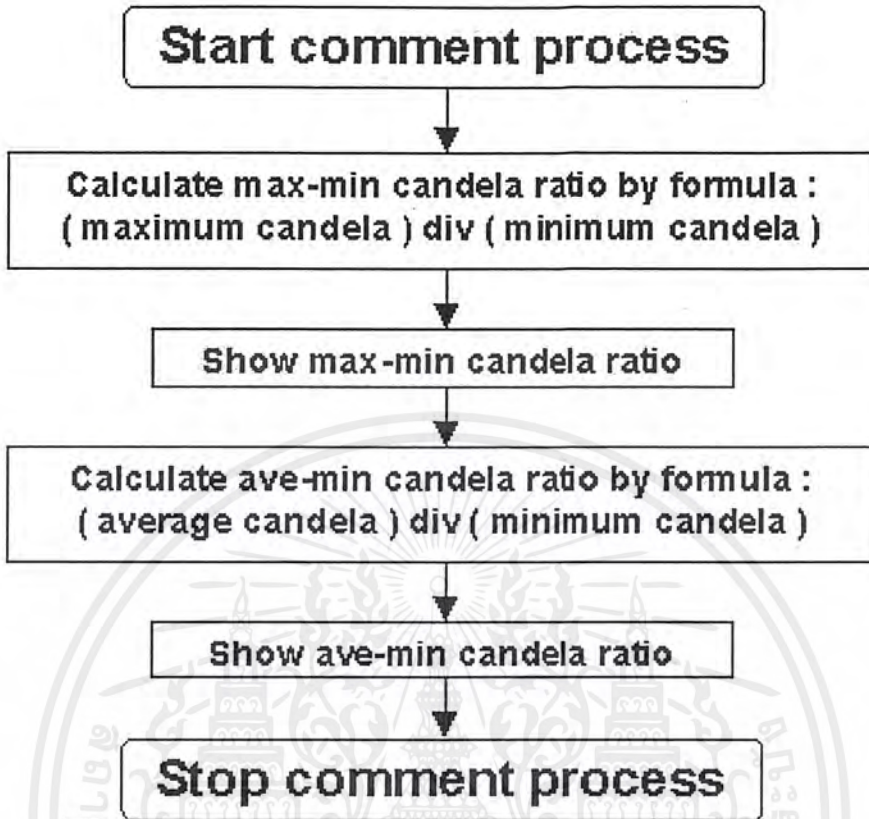 Start comment process
Calculate max-min candela ratio by formula :
( maximum candela ) div ( minimum candela )
Show max-min candela ratio
Calculate ave-min candela ratio by formula :
( average candela ) div ( minimum candela )
Show ave-min candela ratio
Stop comment process